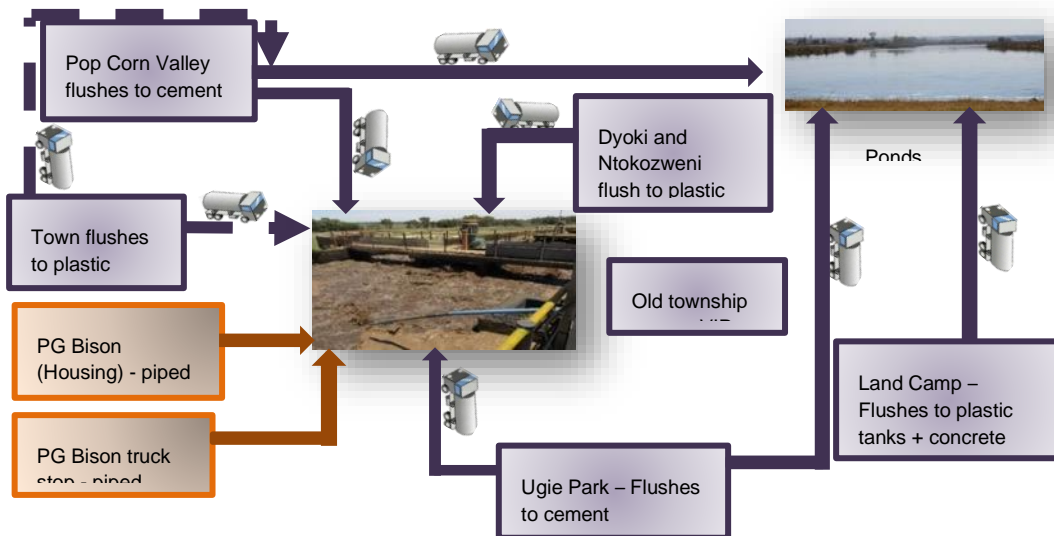 Pop Corn Valley
flushes to cement
Dyoki and
Ntokozweni
flush to plastic
Ponds
Town flushes
to plastic
Old township
PG Bison
(Housing) - piped
Land Camp –
Flushes to plastic
tanks + concrete
PG Bison truck
stop - piped
Ugie Park – Flushes
to cement